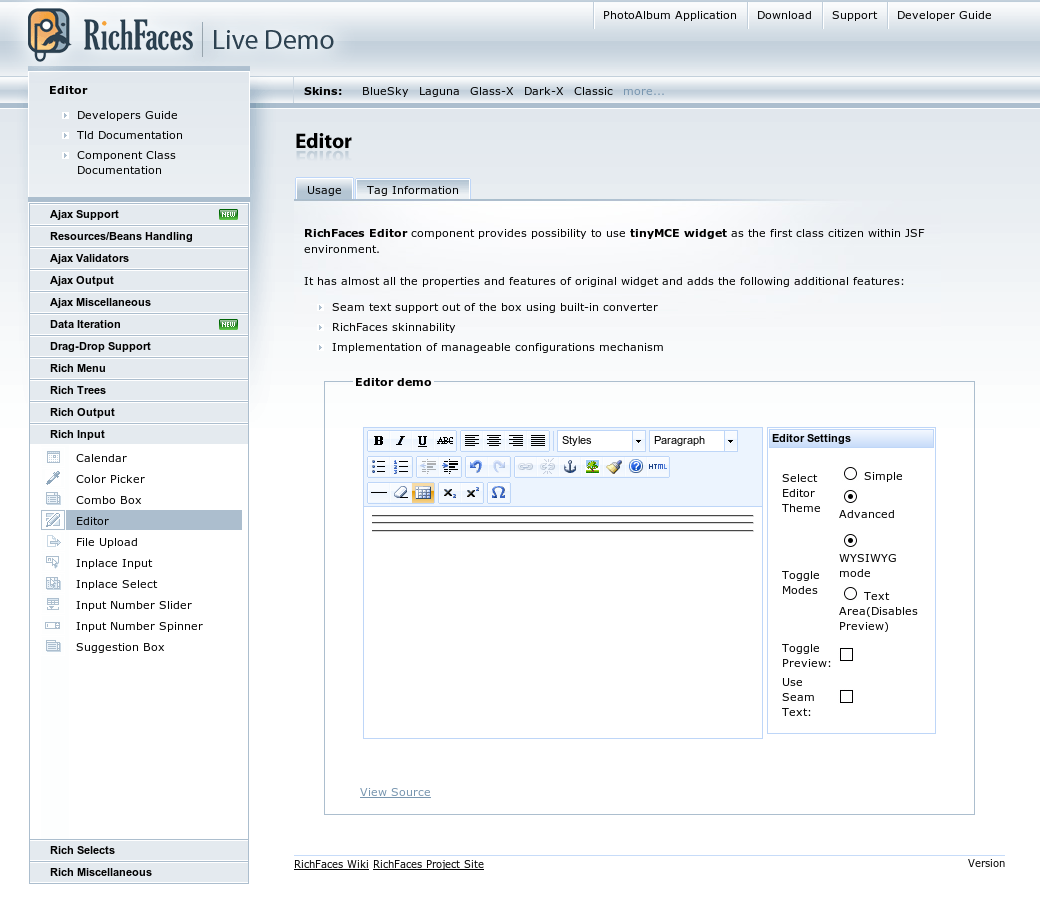 RichFaces Live Demo
PhotoAlbum Application Download Support Developer Guide
Skins: BlueSky Laguna Glass-X Dark-X Classic more...
Editor
Developers Guide
Tld Documentation
Component Class
Documentation
Ajax Support NEW
Resources/Beans Handling
Ajax Validators
Ajax Output
Ajax Miscellaneous
Data Iteration NEW
Drag-Drop Support
Rich Menu
Rich Trees
Rich Output
Rich Input
Calendar
Color Picker
Combo Box
Editor
File Upload
Inplace Input
Inplace Select
Input Number Slider
Input Number Spinner
Suggestion Box
Rich Selects
Rich Miscellaneous
Editor
Usage Tag Information
RichFaces Editor component provides possibility to use tinyMCE widget as the first class citizen within JSF
environment.
It has almost all the properties and features of original widget and adds the following additional features:
Seam text support out of the box using built-in converter
RichFaces skinnability
Implementation of manageable configurations mechanism
Editor demo
B I U ABC Styles Paragraph
HTML
x₂ x² Ω
Editor Settings
Select
Editor
Theme
Simple
Advanced
Toggle
Modes
WYSIWYG
mode
Text
Area(Disables
Preview)
Toggle
Preview:
Use
Seam
Text:
View Source
RichFaces Wiki RichFaces Project Site
Version